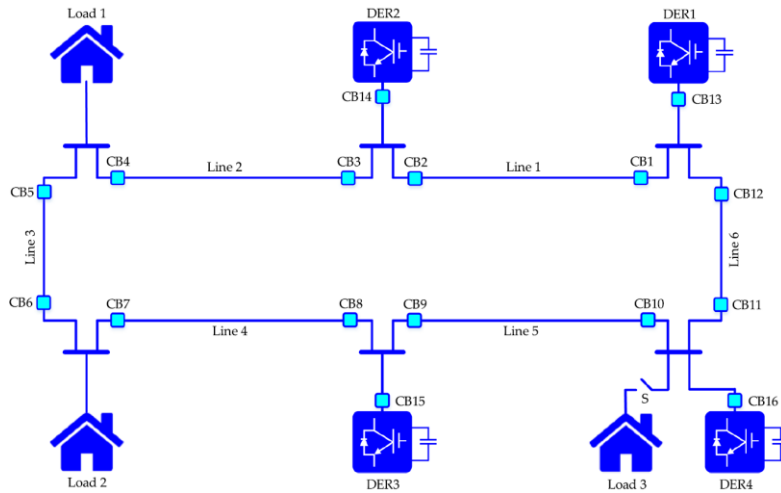 Load 1
DER2
DER1
CB14
CB13
CB4
Line 2
CB3
CB2
Line 1
CB1
CB5
CB12
Line 3
Line 6
CB6
CB7
CB8
CB9
CB10
CB11
Line 4
Line 5
S
CB15
CB16
Load 2
DER3
Load 3
DER4